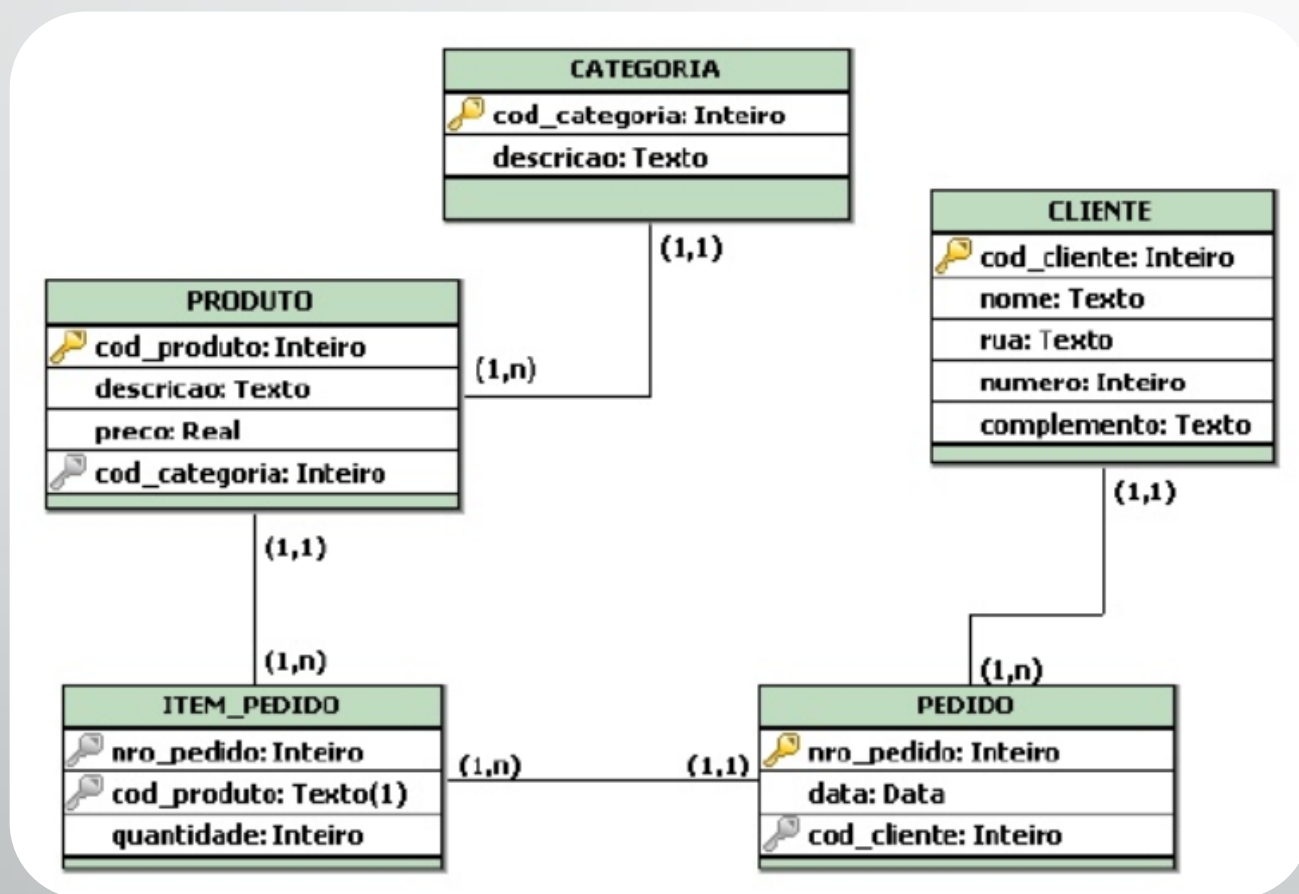 CATEGORIA
cod_categoria: Inteiro
descricao: Texto
(1,1)
CLIENTE
cod_cliente: Inteiro
nome: Texto
rua: Texto
numero: Inteiro
complemento: Texto
(1,1)
PRODUTO
cod_produto: Inteiro
descricao: Texto
preco: Real
cod_categoria: Inteiro
(1,n)
(1,1)
(1,n)
ITEM_PEDIDO
nro_pedido: Inteiro
cod_produto: Texto(1)
quantidade: Inteiro
(1,n)
(1,1)
(1,n)
PEDIDO
nro_pedido: Inteiro
data: Data
cod_cliente: Inteiro